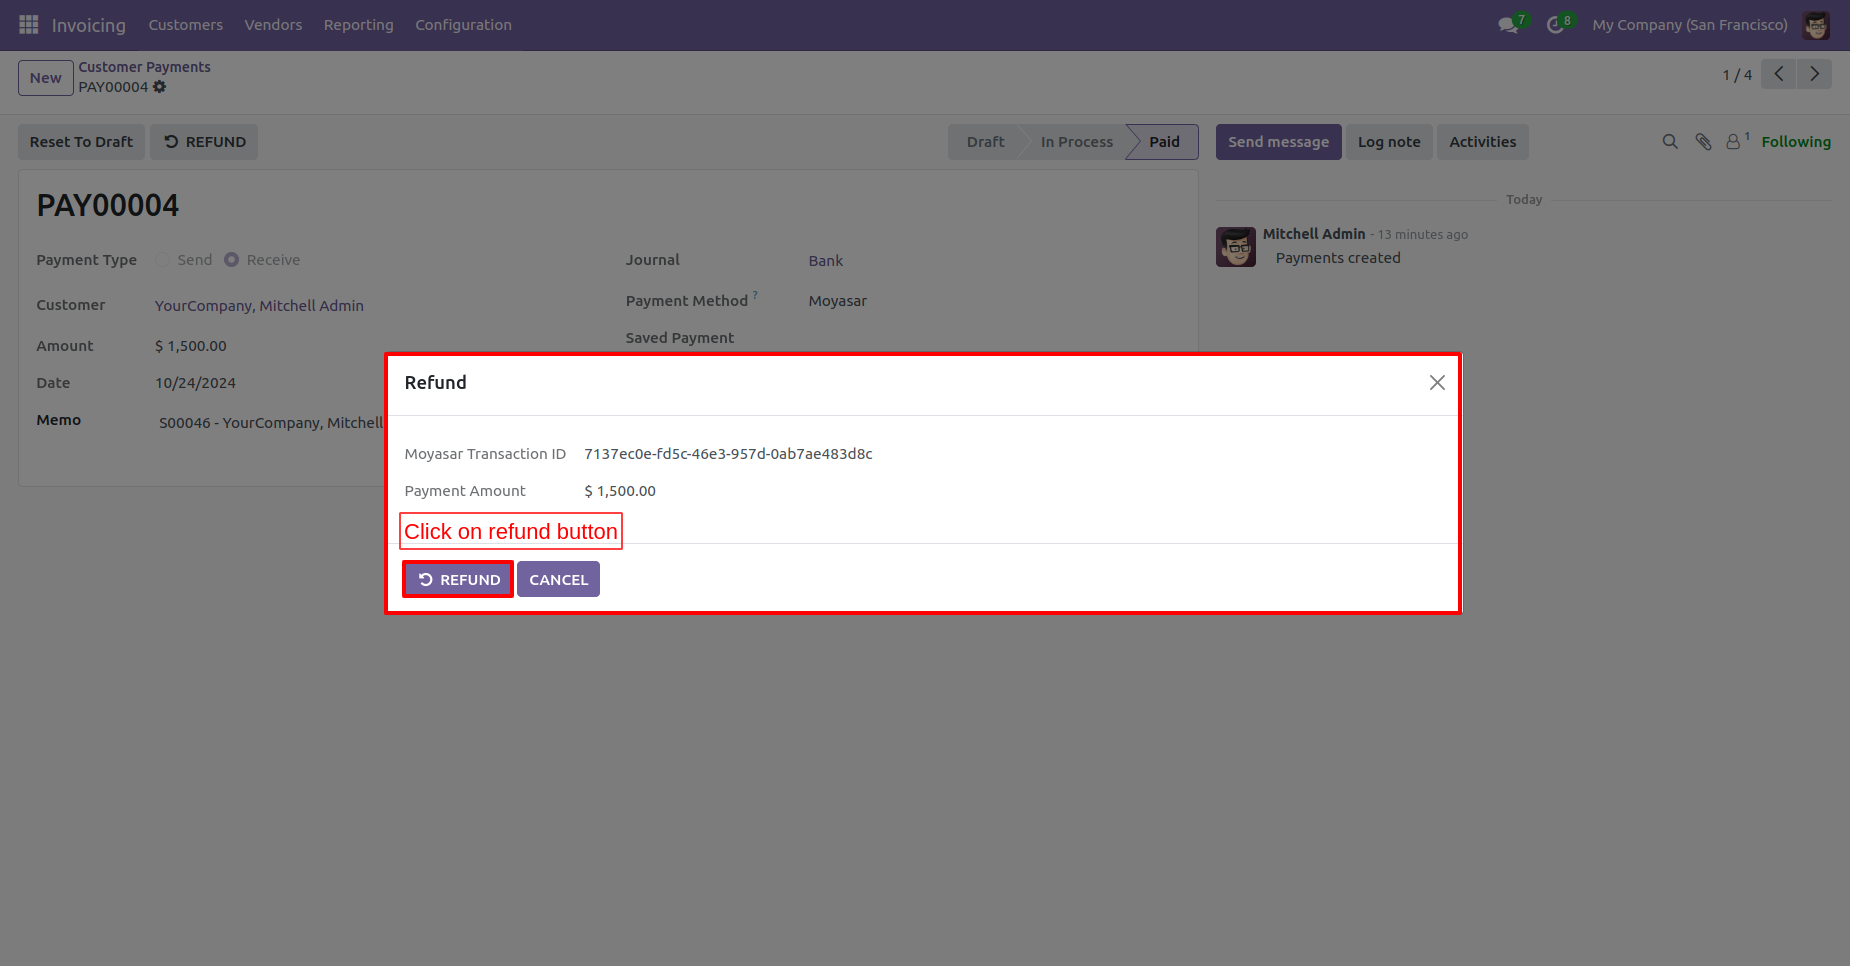 Invoicing Customers Vendors Reporting Configuration 7 8 My Company (San Francisco)
New Customer Payments
PAY00004
1 / 4
Reset To Draft REFUND Draft In Process Paid Send message Log note Activities 1 Following
PAY00004
Today
Mitchell Admin - 13 minutes ago
Payments created
Payment Type Send Receive
Journal Bank
Customer YourCompany, Mitchell Admin
Payment Method ? Moyasar
Amount $ 1,500.00
Saved Payment
Date 10/24/2024
Memo S00046 - YourCompany, Mitchell
Refund
Moyasar Transaction ID 7137ec0e-fd5c-46e3-957d-0ab7ae483d8c
Payment Amount $ 1,500.00
Click on refund button
REFUND CANCEL